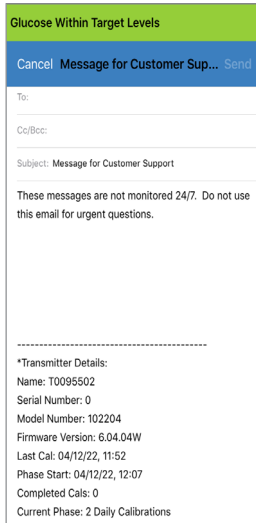 Glucose Within Target Levels
Cancel Message for Customer Sup... Send
To:
Cc/Bcc:
Subject: Message for Customer Support
These messages are not monitored 24/7. Do not use
this email for urgent questions.
-------------------------------------------
*Transmitter Details:
Name: T0095502
Serial Number: 0
Model Number: 102204
Firmware Version: 6.04.04W
Last Cal: 04/12/22, 11:52
Phase Start: 04/12/22, 12:07
Completed Cals: 0
Current Phase: 2 Daily Calibrations